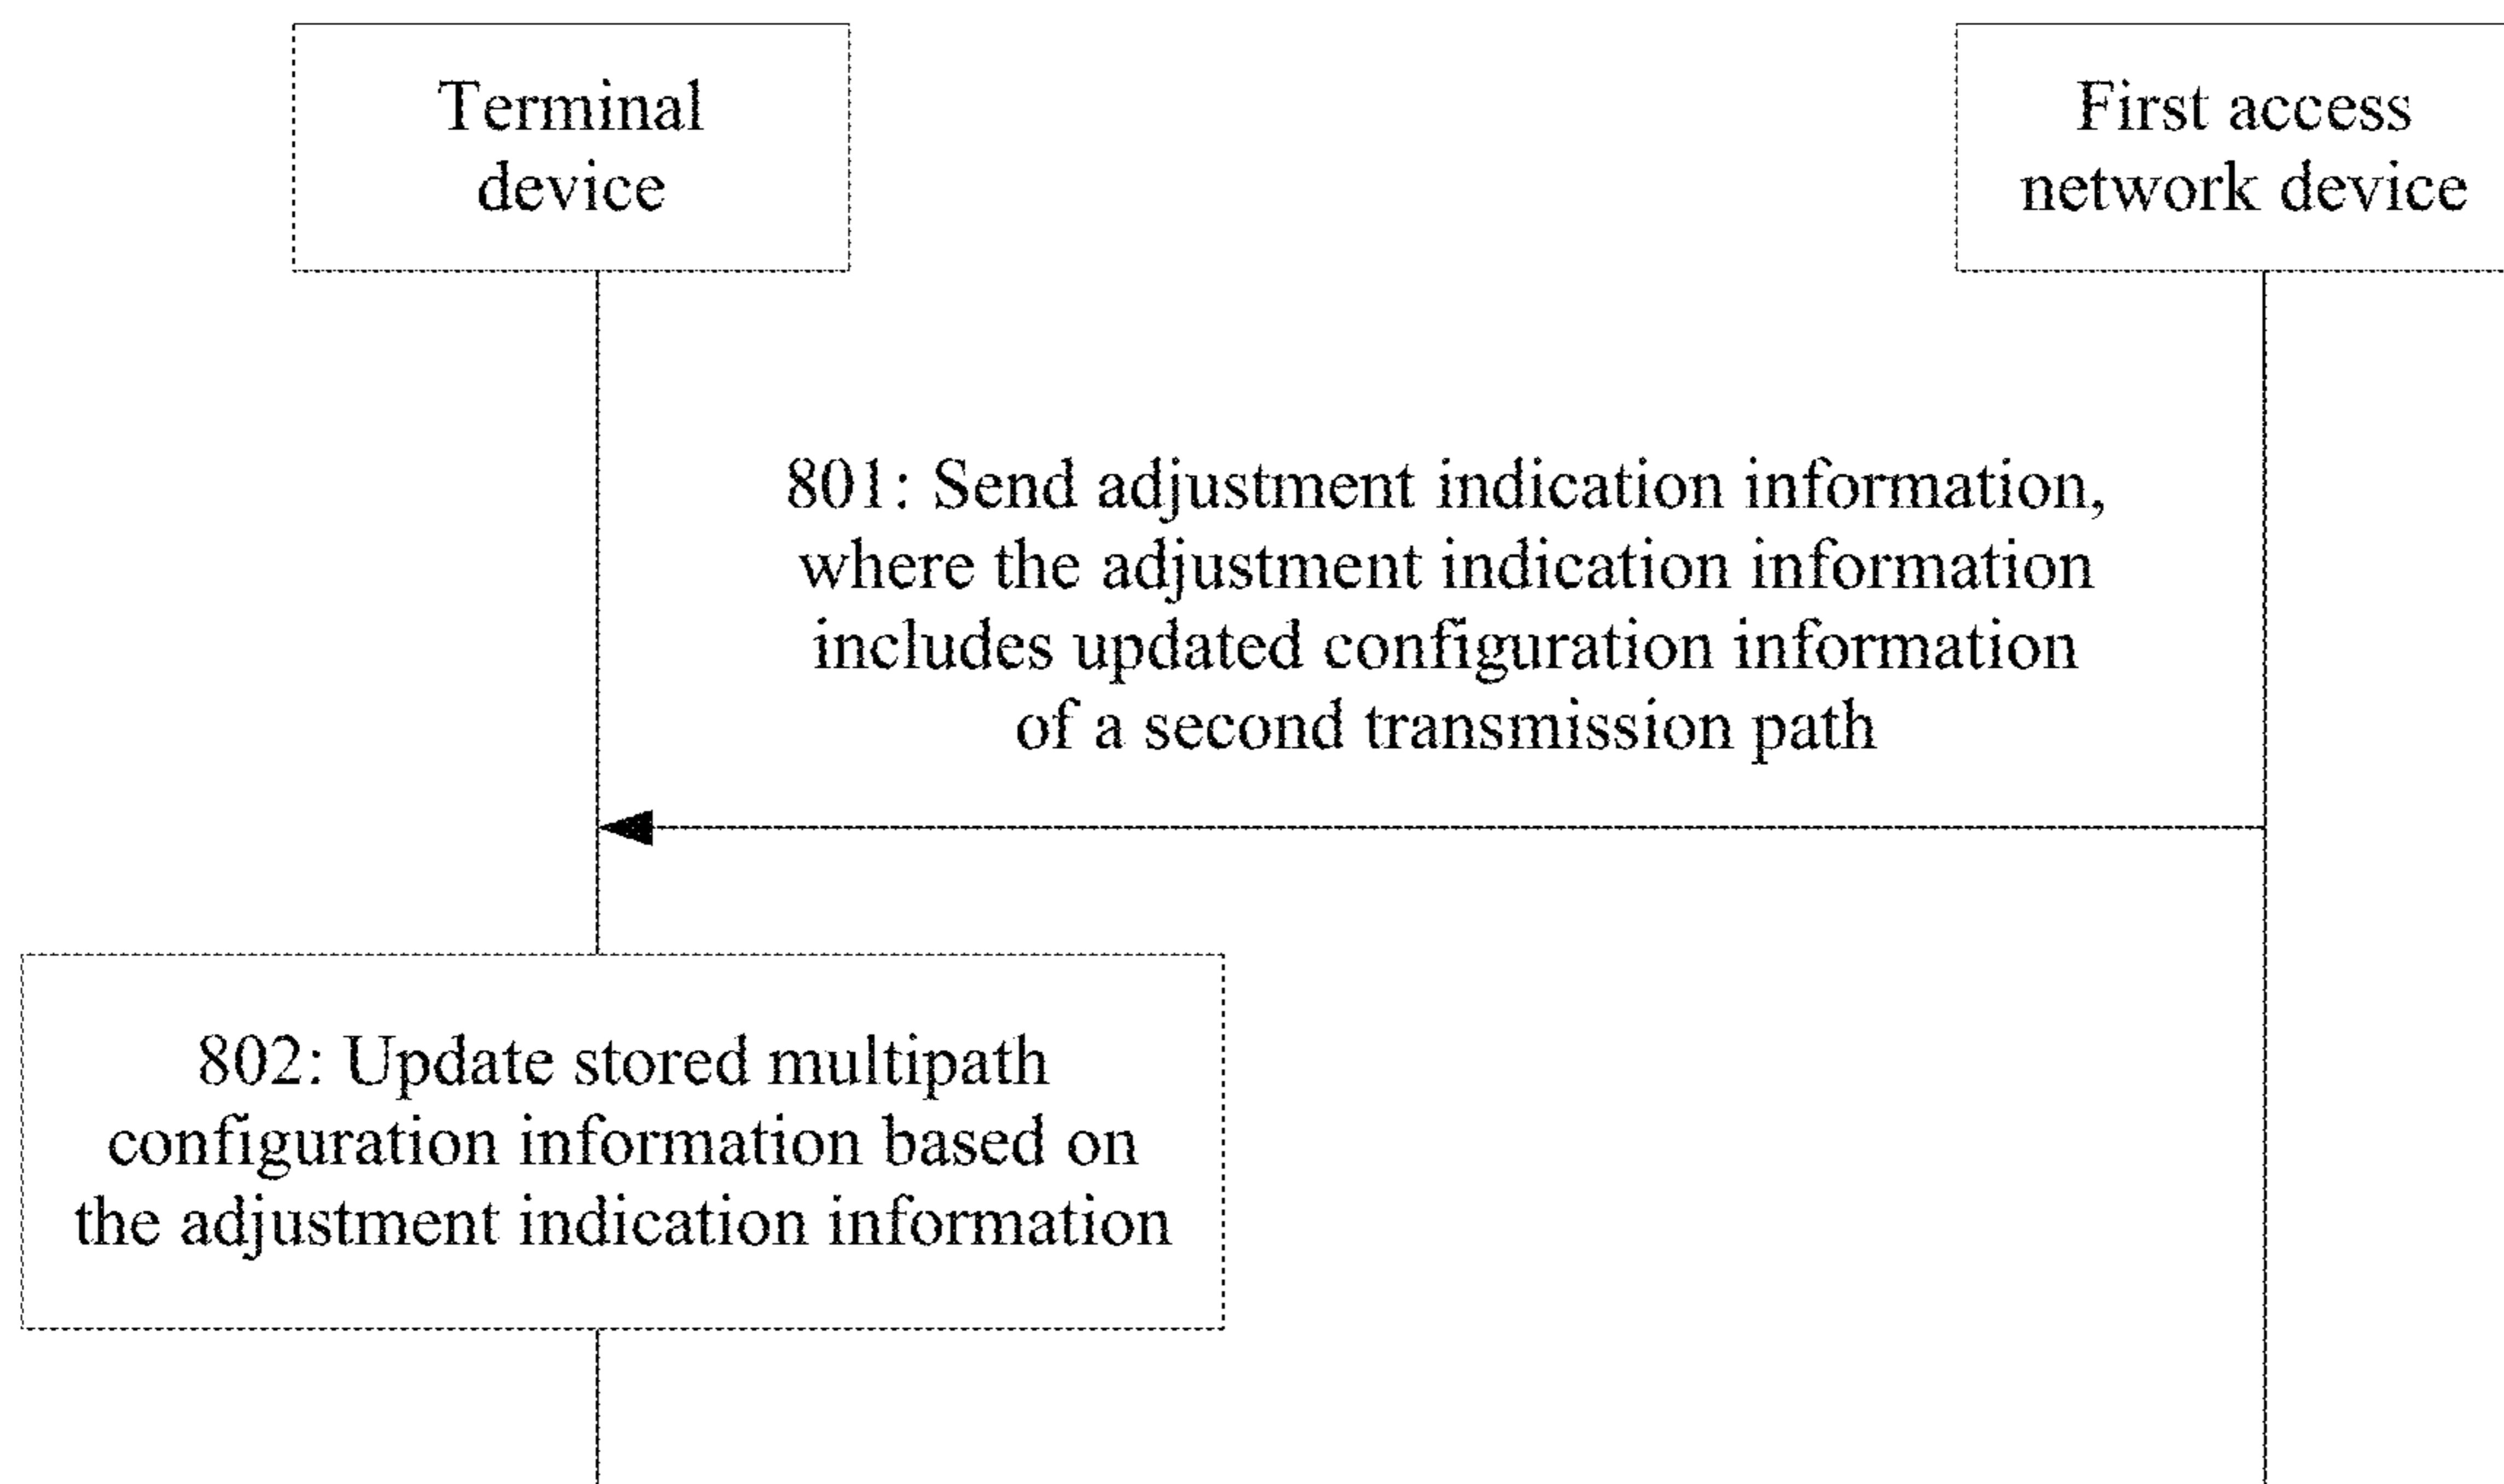 Terminal
device
First access
network device
801: Send adjustment indication information,
where the adjustment indication information
includes updated configuration information
of a second transmission path
802: Update stored multipath
configuration information based on
the adjustment indication information